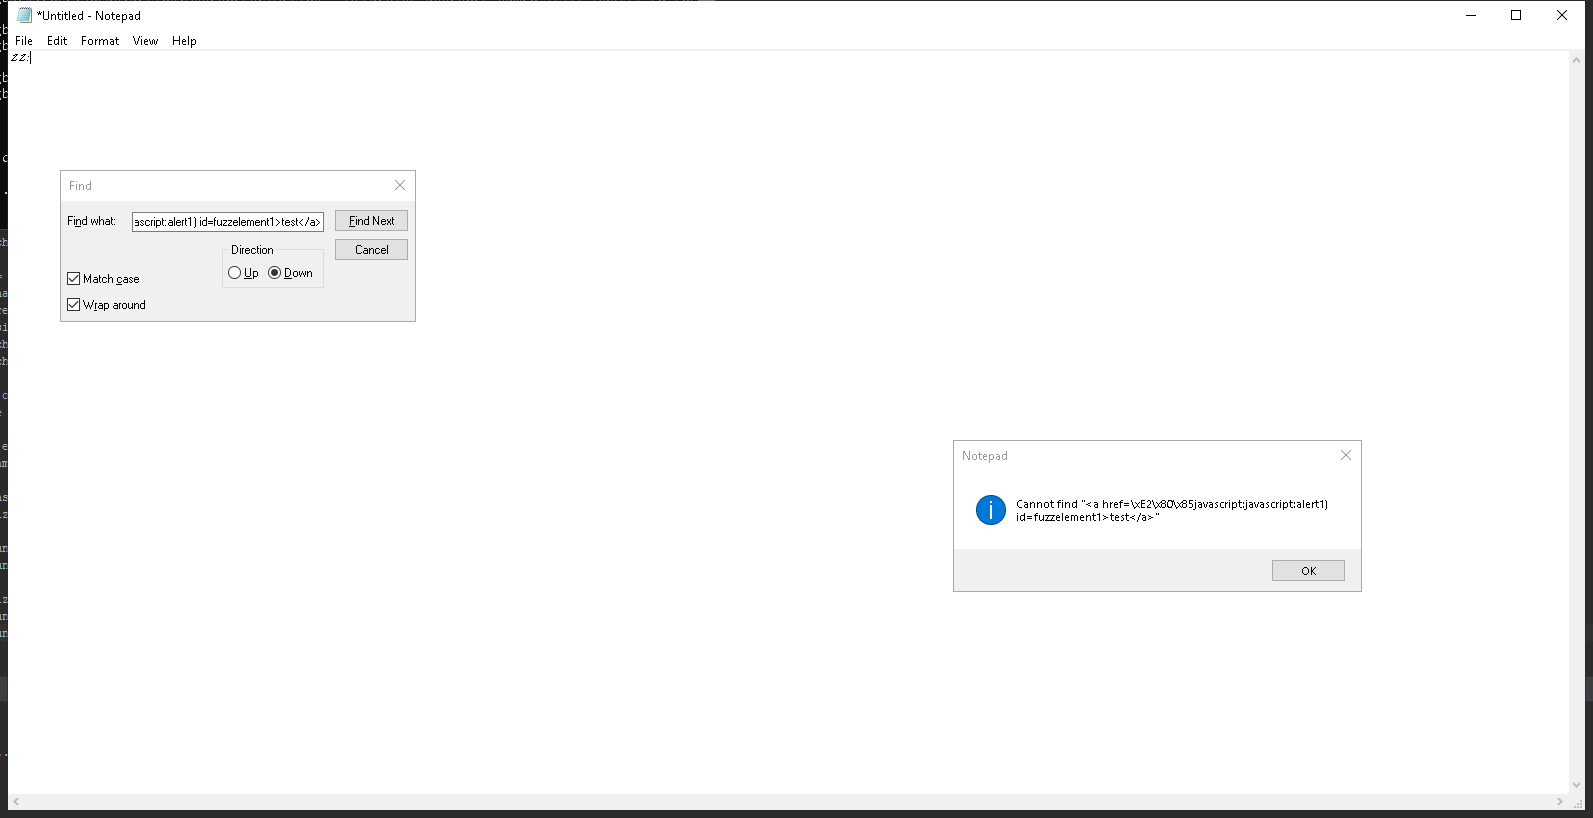 *Untitled - Notepad
File Edit Format View Help
zz:
Find
Find what: ascript:alert1) id=fuzzelement1>test</a> Find Next
Direction Cancel
Up Down
Match case
Wrap around
Notepad
Cannot find "<a href=\xE2\x80\x85javascript:javascript:alert1)
id=fuzzelement1>test</a>"
OK